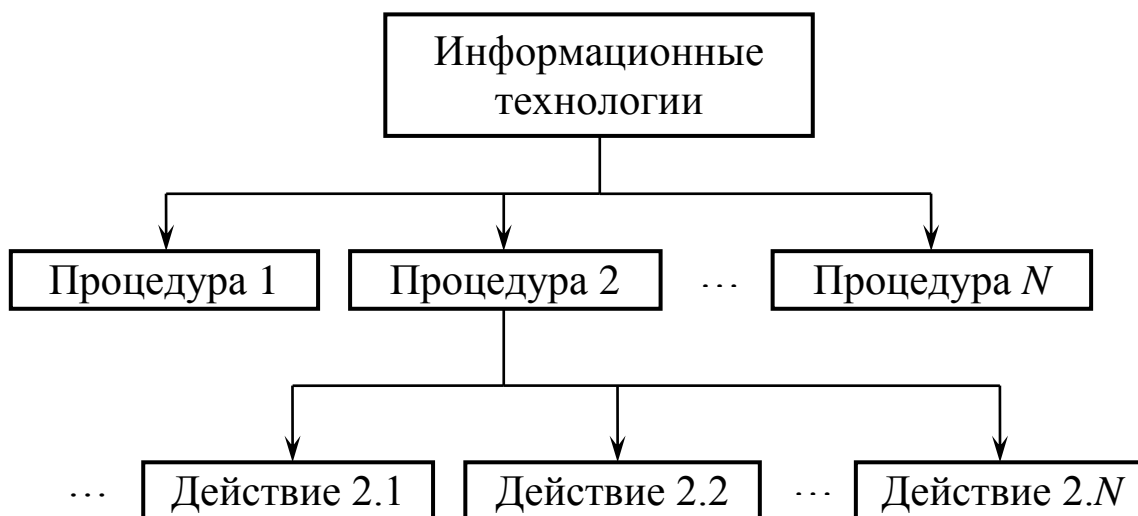 Информационные
технологии
Процедура 1 Процедура 2 ... Процедура N
... Действие 2.1 Действие 2.2 ... Действие 2.N